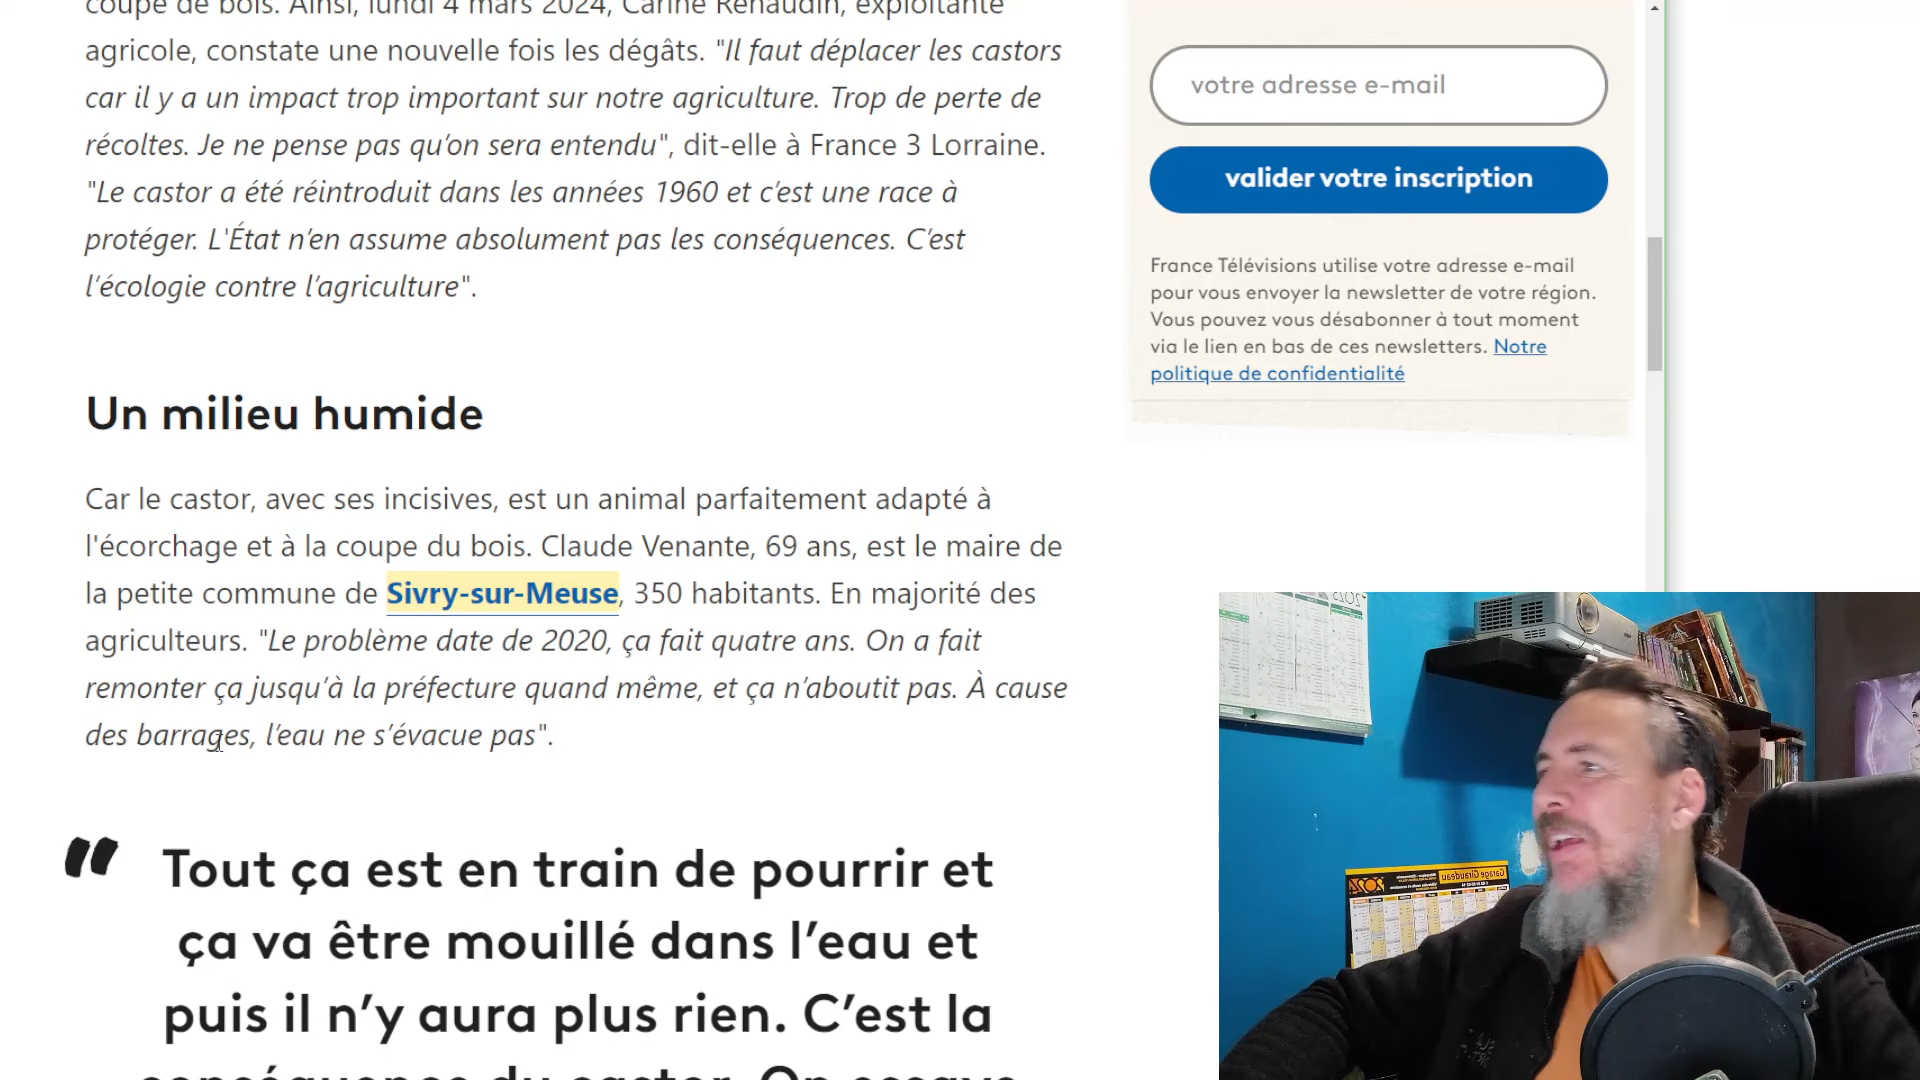 coupe de bois. Ainsi, lundi 4 mars 2024, Carine Renaudin, exploitante
agricole, constate une nouvelle fois les dégâts. "Il faut déplacer les castors
car il y a un impact trop important sur notre agriculture. Trop de perte de
récoltes. Je ne pense pas qu’on sera entendu", dit-elle à France 3 Lorraine.
"Le castor a été réintroduit dans les années 1960 et c’est une race à
protéger. L'État n’en assume absolument pas les conséquences. C’est
l’écologie contre l’agriculture".
Un milieu humide
Car le castor, avec ses incisives, est un animal parfaitement adapté à
l'écorchage et à la coupe du bois. Claude Venante, 69 ans, est le maire de
la petite commune de Sivry-sur-Meuse, 350 habitants. En majorité des
agriculteurs. "Le problème date de 2020, ça fait quatre ans. On a fait
remonter ça jusqu’à la préfecture quand même, et ça n’aboutit pas. À cause
des barrages, l’eau ne s’évacue pas".
" Tout ça est en train de pourrir et
ça va être mouillé dans l’eau et
puis il n’y aura plus rien. C’est la
conséquence du castor. On essaye
votre adresse e-mail
valider votre inscription
France Télévisions utilise votre adresse e-mail
pour vous envoyer la newsletter de votre région.
Vous pouvez vous désabonner à tout moment
via le lien en bas de ces newsletters. Notre
politique de confidentialité
2025
Garage Giraudeau
2024